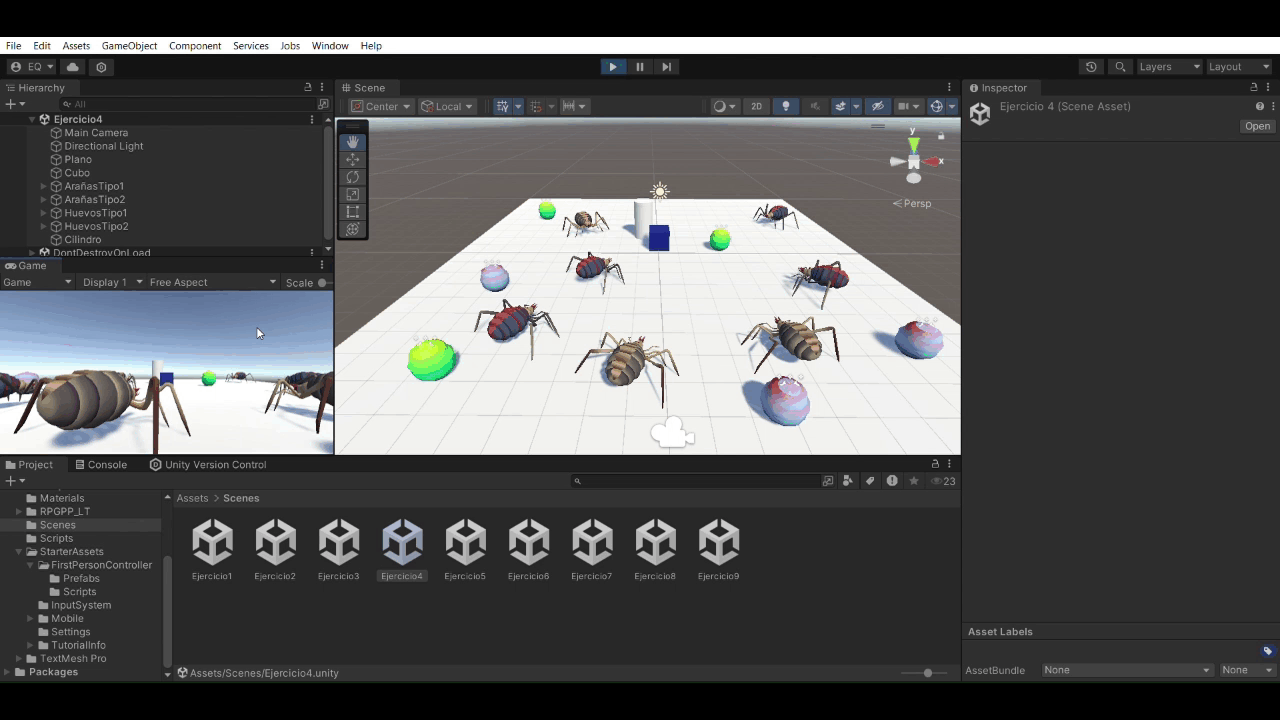 File Edit Assets GameObject Component Services Jobs Window Help
EQ Layers Layout
Hierarchy
All
Ejercicio4
Main Camera
Directional Light
Plano
Cubo
ArañasTipo1
ArañasTipo2
HuevosTipo1
HuevosTipo2
Cilindro
DontDestroyOnLoad
Scene
Center Local 2D
y
x
Persp
Game
Game Display 1 Free Aspect Scale
Inspector
Ejercicio 4 (Scene Asset)
Open
Project Console Unity Version Control
23
Materials
RPGPP_LT
Scenes
Scripts
StarterAssets
FirstPersonController
Prefabs
Scripts
InputSystem
Mobile
Settings
TutorialInfo
TextMesh Pro
Packages
Assets > Scenes
Ejercicio1 Ejercicio2 Ejercicio3 Ejercicio4 Ejercicio5 Ejercicio6 Ejercicio7 Ejercicio8 Ejercicio9
Assets/Scenes/Ejercicio4.unity
Asset Labels
AssetBundle None None